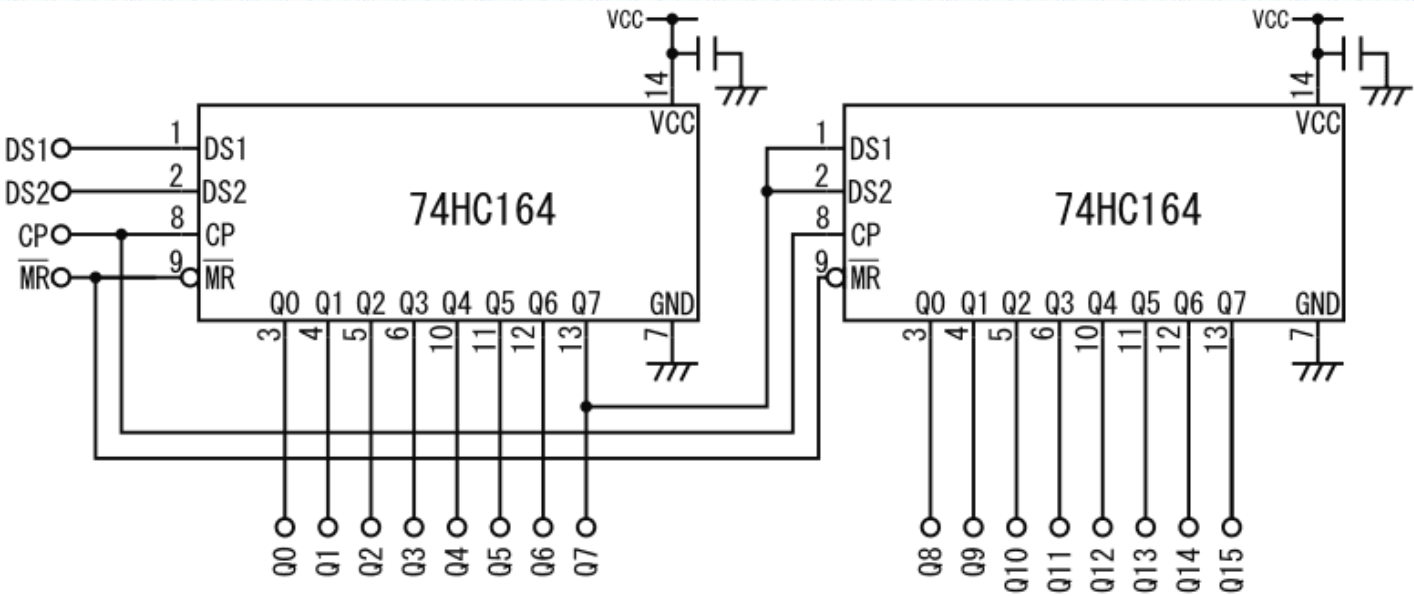 VCC VCC
14 14
VCC VCC
DS1 1 DS1 1 DS1
DS2 2 DS2 2 DS2
74HC164 74HC164
CP 8 CP 8 CP
MR 9 MR 9 MR
Q0 Q1 Q2 Q3 Q4 Q5 Q6 Q7 GND Q0 Q1 Q2 Q3 Q4 Q5 Q6 Q7 GND
3 4 5 6 10 11 12 13 7 3 4 5 6 10 11 12 13 7
Q0 Q1 Q2 Q3 Q4 Q5 Q6 Q7 Q8 Q9 Q10 Q11 Q12 Q13 Q14 Q15